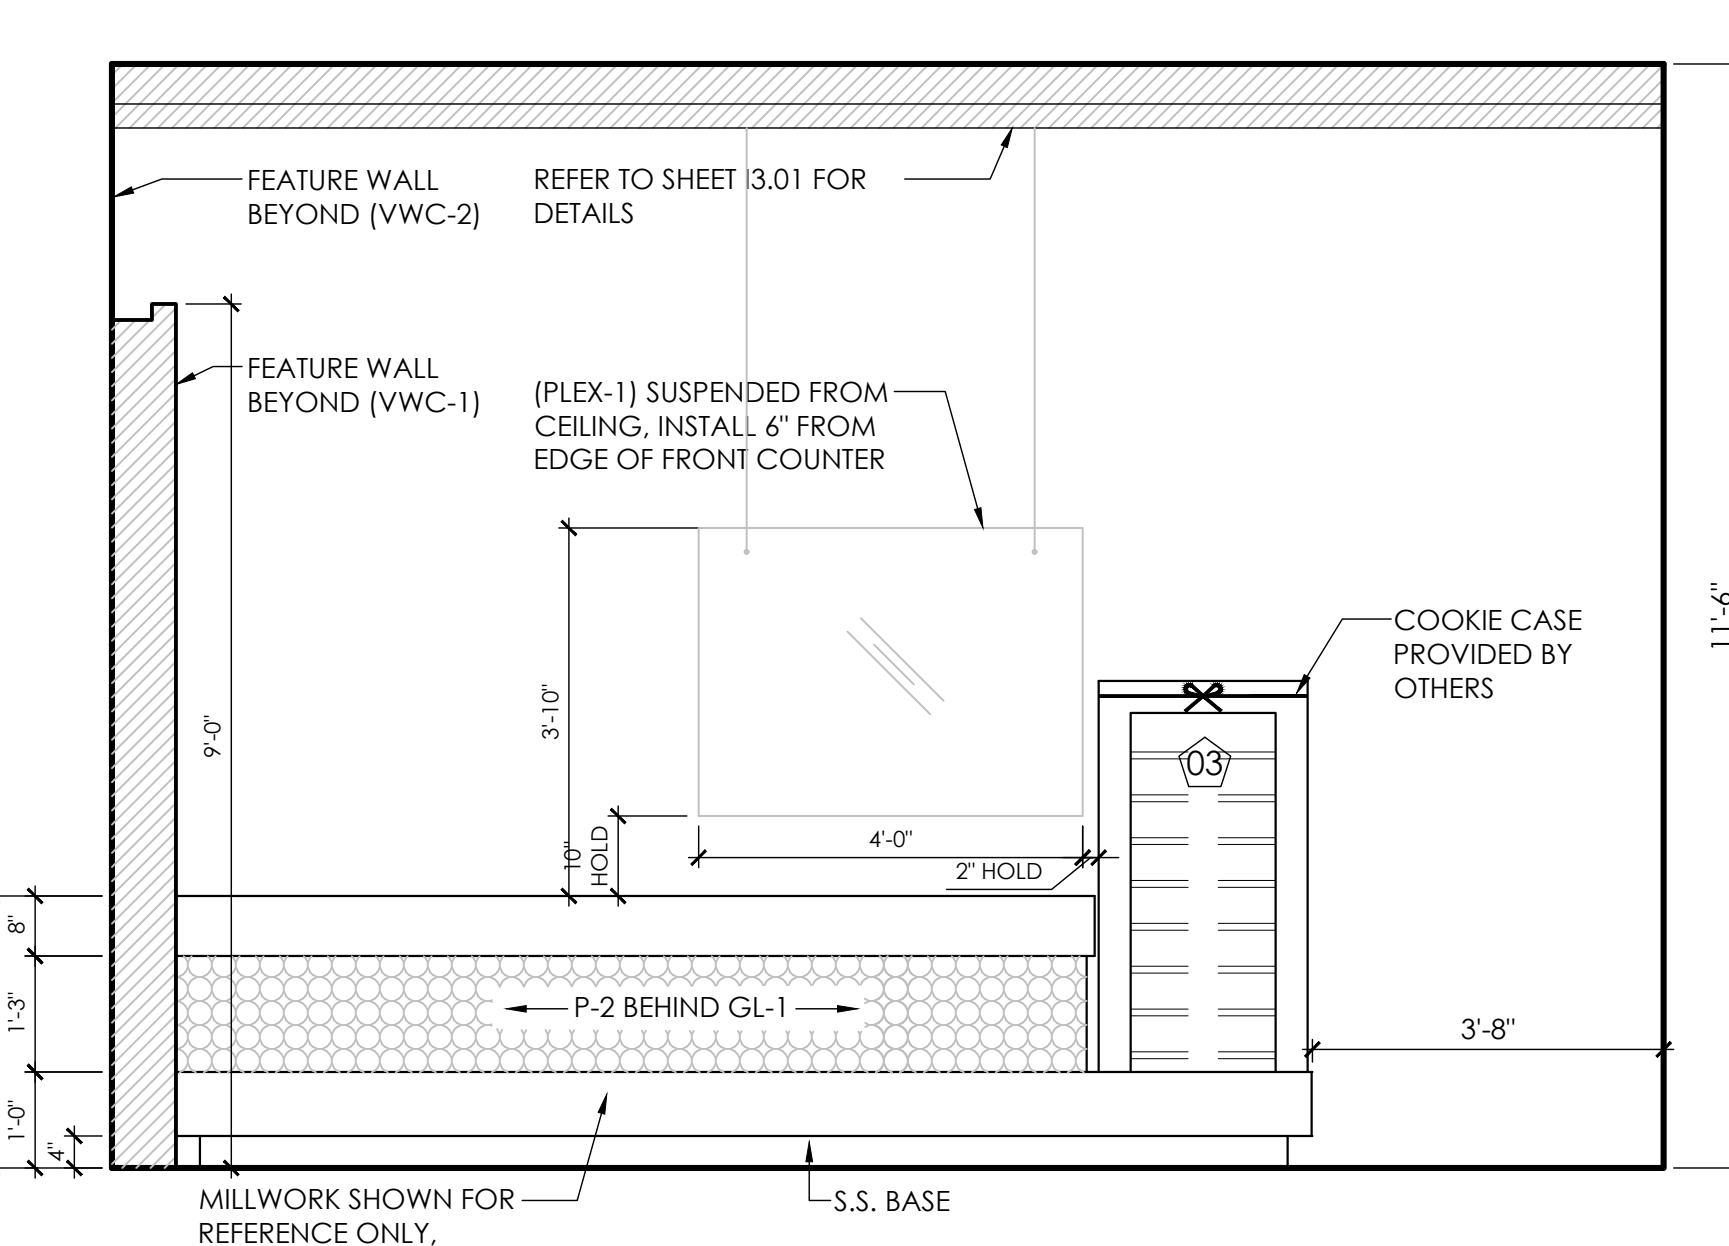 FEATURE WALL
BEYOND (VWC-2)
REFER TO SHEET I3.01 FOR
DETAILS
FEATURE WALL
BEYOND (VWC-1)
(PLEX-1) SUSPENDED FROM
CEILING, INSTALL 6" FROM
EDGE OF FRONT COUNTER
11'-6"
COOKIE CASE
PROVIDED BY
OTHERS
9'-0"
3'-10"
03
10"
HOLD
4'-0"
2" HOLD
8"
1'-3"
P-2 BEHIND GL-1
3'-8"
1'-0"
4"
MILLWORK SHOWN FOR
REFERENCE ONLY,
S.S. BASE